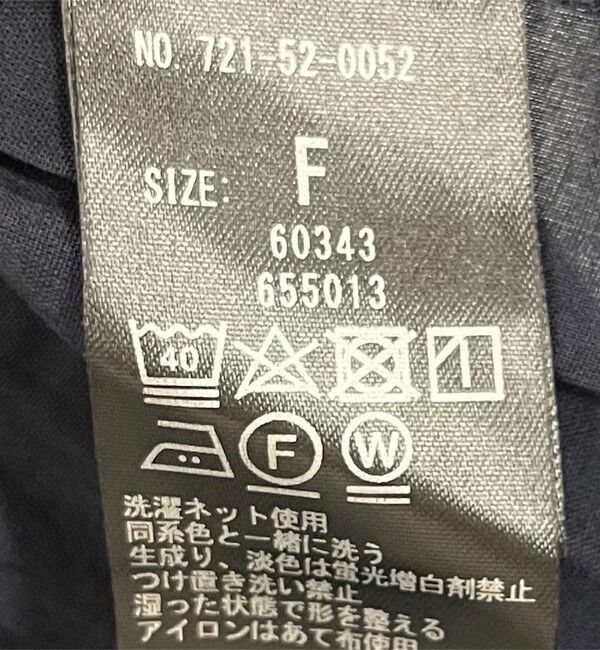 NO 721-52-0052
SIZE: F
60343
655013
40
F W
洗濯ネット使用
同系色と一緒に洗う
生成り、淡色は蛍光増白剤禁止
つけ置き洗い禁止
湿った状態で形を整える
アイロンはあて布使用